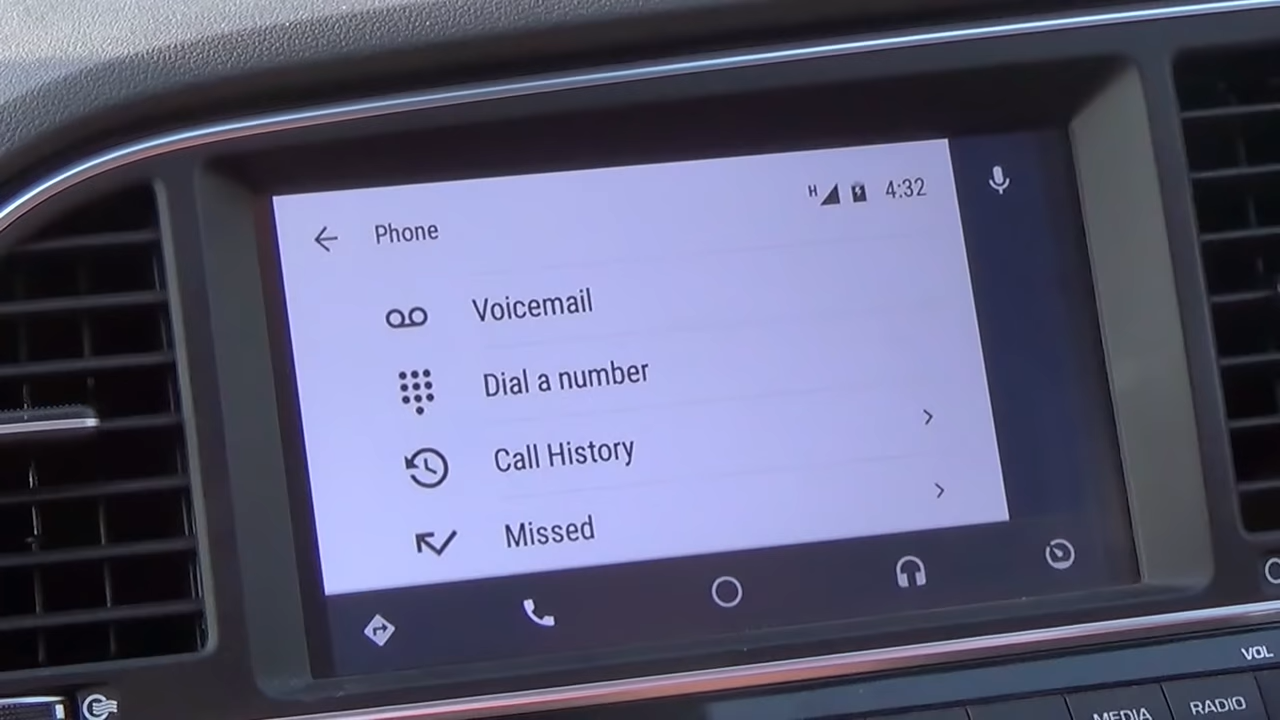 Phone
H 4:32
Voicemail
Dial a number
Call History
Missed
VOL
MEDIA RADIO